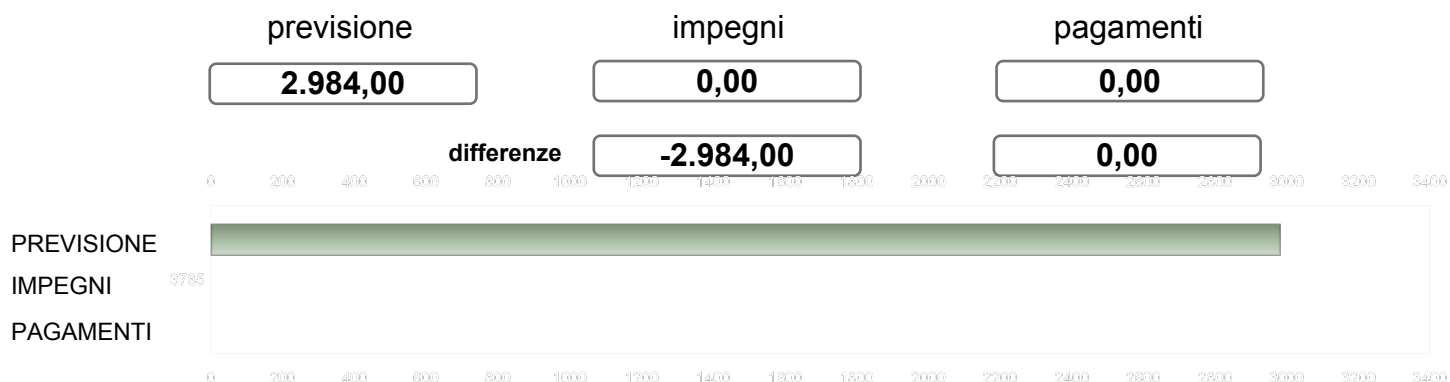 previsione impegni pagamenti
2.984,00 0,00 0,00
differenze -2.984,00 0,00
0 200 400 600 800 1000 1200 1400 1600 1800 2000 2200 2400 2600 2800 3000 3200 3400
PREVISIONE
3785
IMPEGNI
PAGAMENTI
0 200 400 600 800 1000 1200 1400 1600 1800 2000 2200 2400 2600 2800 3000 3200 3400